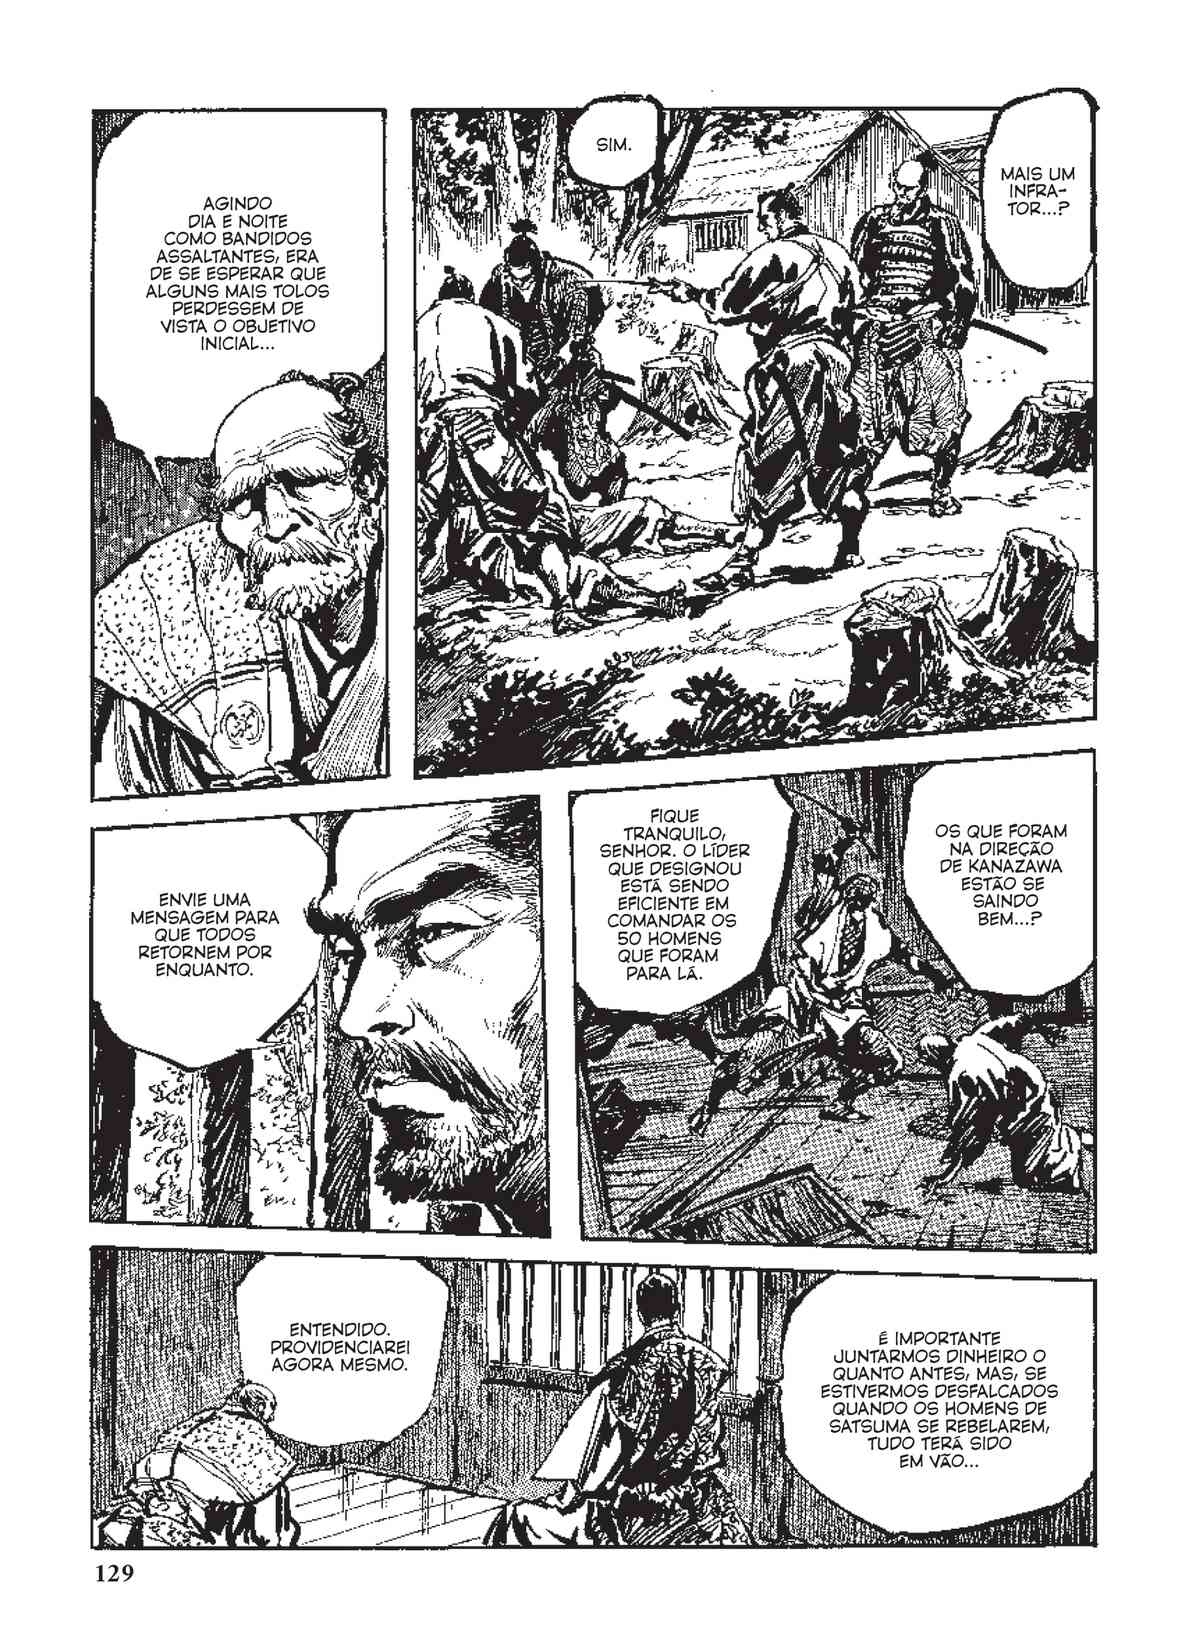 MAIS UM
INFRA-
TOR...?
SIM.
AGINDO
DIA E NOITE
COMO BANDIDOS
ASSALTANTES, ERA
DE SE ESPERAR QUE
ALGUNS MAIS TOLOS
PERDESSEM DE
VISTA O OBJETIVO
INICIAL...
OS QUE FORAM
NA DIREÇÃO
DE KANAZAWA
ESTÃO SE
SAINDO
BEM...?
FIQUE
TRANQUILO,
SENHOR. O LÍDER
QUE DESIGNOU
ESTÁ SENDO
EFICIENTE EM
COMANDAR OS
50 HOMENS
QUE FORAM
PARA LÁ.
ENVIE UMA
MENSAGEM PARA
QUE TODOS
RETORNEM POR
ENQUANTO.
É IMPORTANTE
JUNTARMOS DINHEIRO O
QUANTO ANTES, MAS, SE
ESTIVERMOS DESFALCADOS
QUANDO OS HOMENS DE
SATSUMA SE REBELAREM,
TUDO TERÁ SIDO
EM VÃO...
ENTENDIDO.
PROVIDENCIAREI
AGORA MESMO.
129